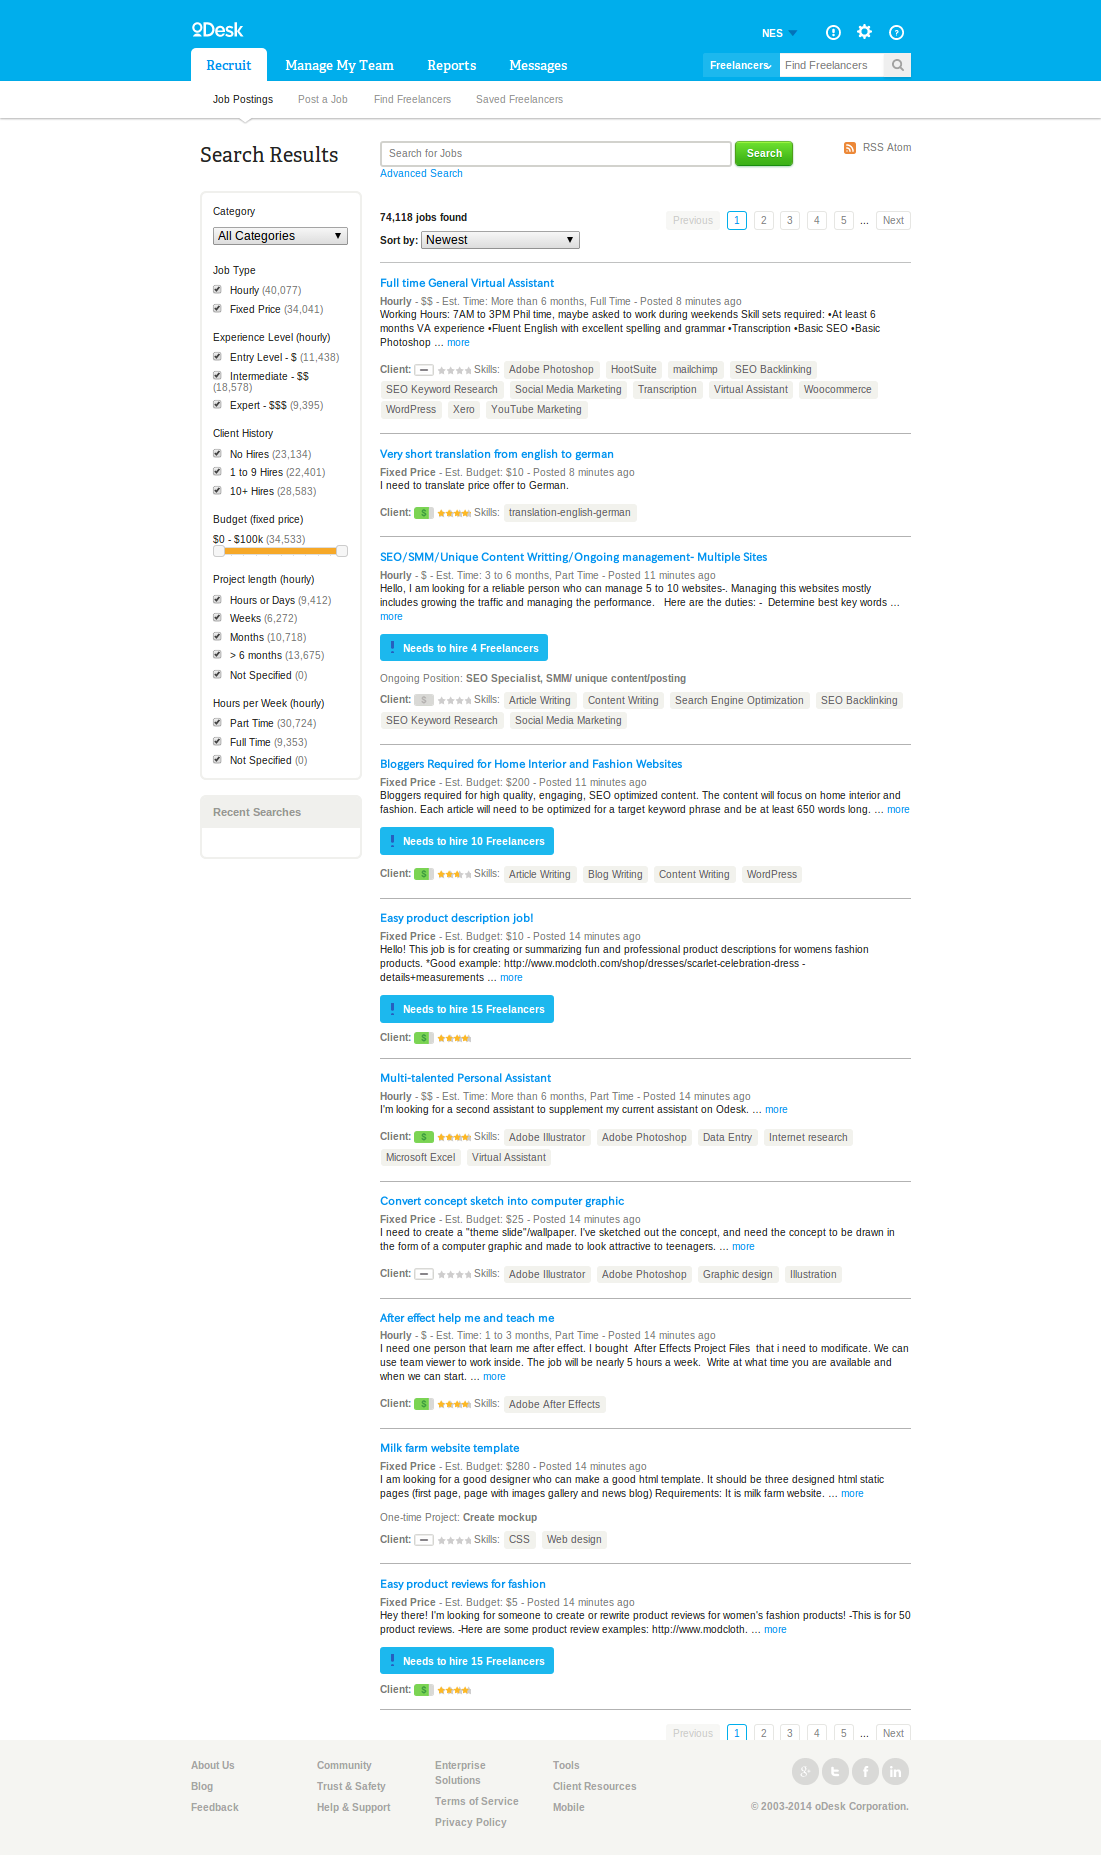 oDesk
NES
Recruit
Manage My Team
Reports
Messages
Freelancers
Find Freelancers
Job Postings
Post a Job
Find Freelancers
Saved Freelancers
Search Results
Search for Jobs
Search
RSS Atom
Advanced Search
Category
All Categories
Job Type
Hourly (40,077)
Fixed Price (34,041)
Experience Level (hourly)
Entry Level - $ (11,438)
Intermediate - $$
(18,578)
Expert - $$$ (9,395)
Client History
No Hires (23,134)
1 to 9 Hires (22,401)
10+ Hires (28,583)
Budget (fixed price)
$0 - $100k (34,533)
Project length (hourly)
Hours or Days (9,412)
Weeks (6,272)
Months (10,718)
> 6 months (13,675)
Not Specified (0)
Hours per Week (hourly)
Part Time (30,724)
Full Time (9,353)
Not Specified (0)
Recent Searches
74,118 jobs found
Previous 1 2 3 4 5 ... Next
Sort by: Newest
Full time General Virtual Assistant
Hourly - $$ - Est. Time: More than 6 months, Full Time - Posted 8 minutes ago
Working Hours: 7AM to 3PM Phil time, maybe asked to work during weekends Skill sets required: •At least 6
months VA experience •Fluent English with excellent spelling and grammar •Transcription •Basic SEO •Basic
Photoshop ... more
Client: Skills: Adobe Photoshop HootSuite mailchimp SEO Backlinking
SEO Keyword Research Social Media Marketing Transcription Virtual Assistant Woocommerce
WordPress Xero YouTube Marketing
Very short translation from english to german
Fixed Price - Est. Budget: $10 - Posted 8 minutes ago
I need to translate price offer to German.
Client: $ Skills: translation-english-german
SEO/SMM/Unique Content Writting/Ongoing management- Multiple Sites
Hourly - $ - Est. Time: 3 to 6 months, Part Time - Posted 11 minutes ago
Hello, I am looking for a reliable person who can manage 5 to 10 websites-. Managing this websites mostly
includes growing the traffic and managing the performance. Here are the duties: - Determine best key words ...
more
! Needs to hire 4 Freelancers
Ongoing Position: SEO Specialist, SMM/ unique content/posting
Client: $ Skills: Article Writing Content Writing Search Engine Optimization SEO Backlinking
SEO Keyword Research Social Media Marketing
Bloggers Required for Home Interior and Fashion Websites
Fixed Price - Est. Budget: $200 - Posted 11 minutes ago
Bloggers required for high quality, engaging, SEO optimized content. The content will focus on home interior and
fashion. Each article will need to be optimized for a target keyword phrase and be at least 650 words long. ... more
! Needs to hire 10 Freelancers
Client: $ Skills: Article Writing Blog Writing Content Writing WordPress
Easy product description job!
Fixed Price - Est. Budget: $10 - Posted 14 minutes ago
Hello! This job is for creating or summarizing fun and professional product descriptions for womens fashion
products. *Good example: http://www.modcloth.com/shop/dresses/scarlet-celebration-dress -
details+measurements ... more
! Needs to hire 15 Freelancers
Client: $
Multi-talented Personal Assistant
Hourly - $$ - Est. Time: More than 6 months, Part Time - Posted 14 minutes ago
I'm looking for a second assistant to supplement my current assistant on Odesk. ... more
Client: $ Skills: Adobe Illustrator Adobe Photoshop Data Entry Internet research
Microsoft Excel Virtual Assistant
Convert concept sketch into computer graphic
Fixed Price - Est. Budget: $25 - Posted 14 minutes ago
I need to create a "theme slide"/wallpaper. I've sketched out the concept, and need the concept to be drawn in
the form of a computer graphic and made to look attractive to teenagers. ... more
Client: Skills: Adobe Illustrator Adobe Photoshop Graphic design Illustration
After effect help me and teach me
Hourly - $ - Est. Time: 1 to 3 months, Part Time - Posted 14 minutes ago
I need one person that learn me after effect. I bought After Effects Project Files that i need to modificate. We can
use team viewer to work inside. The job will be nearly 5 hours a week. Write at what time you are available and
when we can start. ... more
Client: $ Skills: Adobe After Effects
Milk farm website template
Fixed Price - Est. Budget: $280 - Posted 14 minutes ago
I am looking for a good designer who can make a good html template. It should be three designed html static
pages (first page, page with images gallery and news blog) Requirements: It is milk farm website. ... more
One-time Project: Create mockup
Client: Skills: CSS Web design
Easy product reviews for fashion
Fixed Price - Est. Budget: $5 - Posted 14 minutes ago
Hey there! I'm looking for someone to create or rewrite product reviews for women's fashion products! -This is for 50
product reviews. -Here are some product review examples: http://www.modcloth. ... more
! Needs to hire 15 Freelancers
Client: $
Previous 1 2 3 4 5 ... Next
About Us
Blog
Feedback
Community
Trust & Safety
Help & Support
Enterprise
Solutions
Terms of Service
Privacy Policy
Tools
Client Resources
Mobile
© 2003-2014 oDesk Corporation.